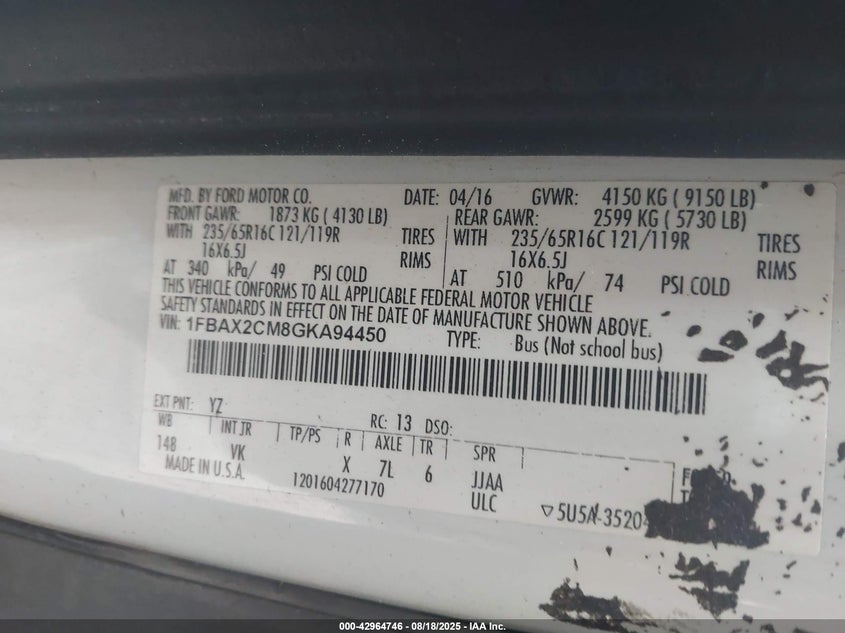 MFD. BY FORD MOTOR CO. DATE: 04/16 GVWR: 4150 KG ( 9150 LB)
FRONT GAWR: 1873 KG ( 4130 LB) REAR GAWR: 2599 KG ( 5730 LB)
WITH 235/65R16C 121/119R TIRES WITH 235/65R16C 121/119R TIRES
16X6.5J RIMS 16X6.5J RIMS
AT 340 kPa/ 49 PSI COLD AT 510 kPa/ 74 PSI COLD
THIS VEHICLE CONFORMS TO ALL APPLICABLE FEDERAL MOTOR VEHICLE
SAFETY STANDARDS IN EFFECT ON THE DATE OF MANUFACTURE SHOWN ABOVE.
VIN: 1FBAX2CM8GKA94450 TYPE: Bus (Not school bus)
EXT PNT: YZ RC: 13 DSO:
WB INT TR TP/PS R AXLE TR SPR
148 VK X 7L 6 JJAA
MADE IN U.S.A. 1201604277170 ULC
▽5U5A-3520
000-42964746 - 08/18/2025 - IAA Inc.